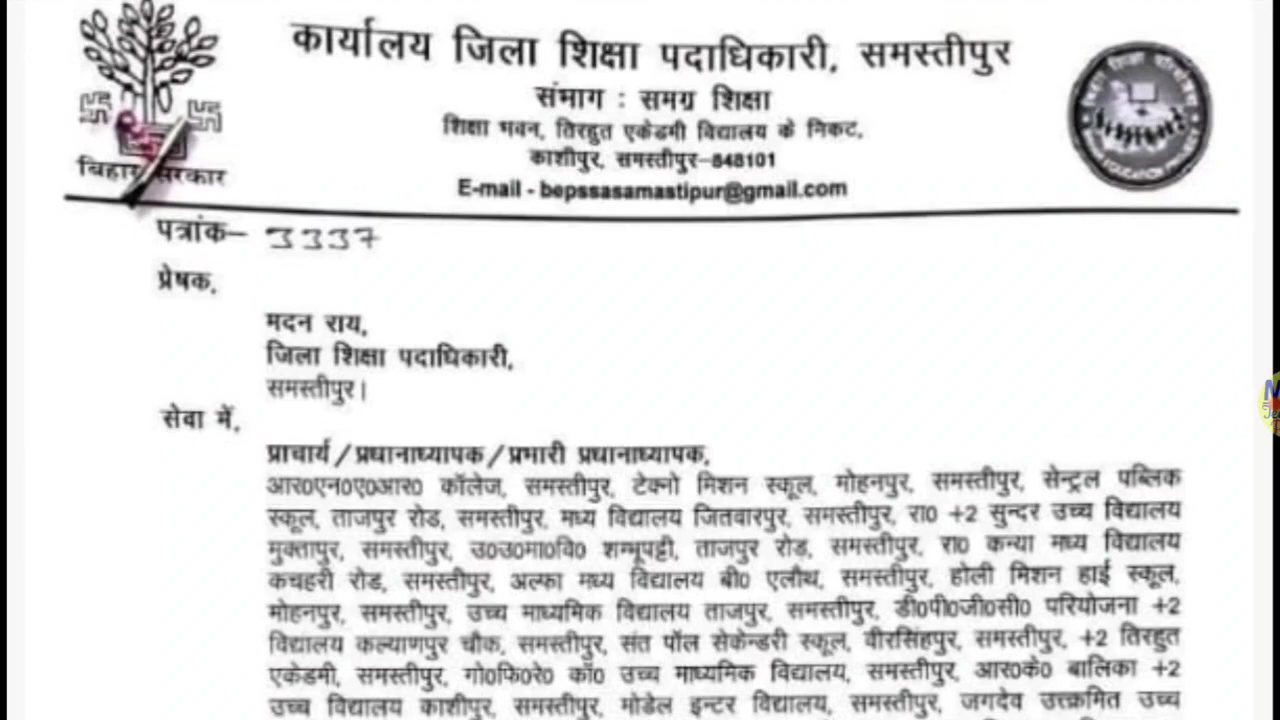 बिहार सरकार
कार्यालय जिला शिक्षा पदाधिकारी, समस्तीपुर
संभाग : समग्र शिक्षा
शिक्षा भवन, तिरहुत एकेडमी विद्यालय के निकट,
काशीपुर, समस्तीपुर-848101
E-mail - bepssasamastipur@gmail.com
पत्रांक- 3337
प्रेषक,
मदन राय,
जिला शिक्षा पदाधिकारी,
समस्तीपुर।
सेवा में,
प्राचार्य/प्रधानाध्यापक/प्रभारी प्रधानाध्यापक,
आर0एन0ए0आर0 कॉलेज, समस्तीपुर, टेक्नो मिशन स्कूल, मोहनपुर, समस्तीपुर, सेन्ट्रल पब्लिक
स्कूल, ताजपुर रोड, समस्तीपुर, मध्य विद्यालय जितवारपुर, समस्तीपुर, रा0 +2 सुन्दर उच्च विद्यालय
मुक्तापुर, समस्तीपुर, उ0उ0मा0वि0 शम्भूपट्टी, ताजपुर रोड, समस्तीपुर, रा0 कन्या मध्य विद्यालय
कचहरी रोड, समस्तीपुर, अल्फा मध्य विद्यालय बी0 एलौथ, समस्तीपुर, होली मिशन हाई स्कूल,
मोहनपुर, समस्तीपुर, उच्च माध्यमिक विद्यालय ताजपुर, समस्तीपुर, डी0पी0जी0सी0 परियोजना +2
विद्यालय कल्याणपुर चौक, समस्तीपुर, संत पॉल सेकेन्डरी स्कूल, वीरसिंहपुर, समस्तीपुर, +2 तिरहुत
एकेडमी, समस्तीपुर, गो0फि0रे0 कॉ0 उच्च माध्यमिक विद्यालय, समस्तीपुर, आर0के0 बालिका +2
उच्च विद्यालय काशीपुर, समस्तीपुर, मोडेल इन्टर विद्यालय, समस्तीपुर, जगदेव उत्क्रमित उच्च